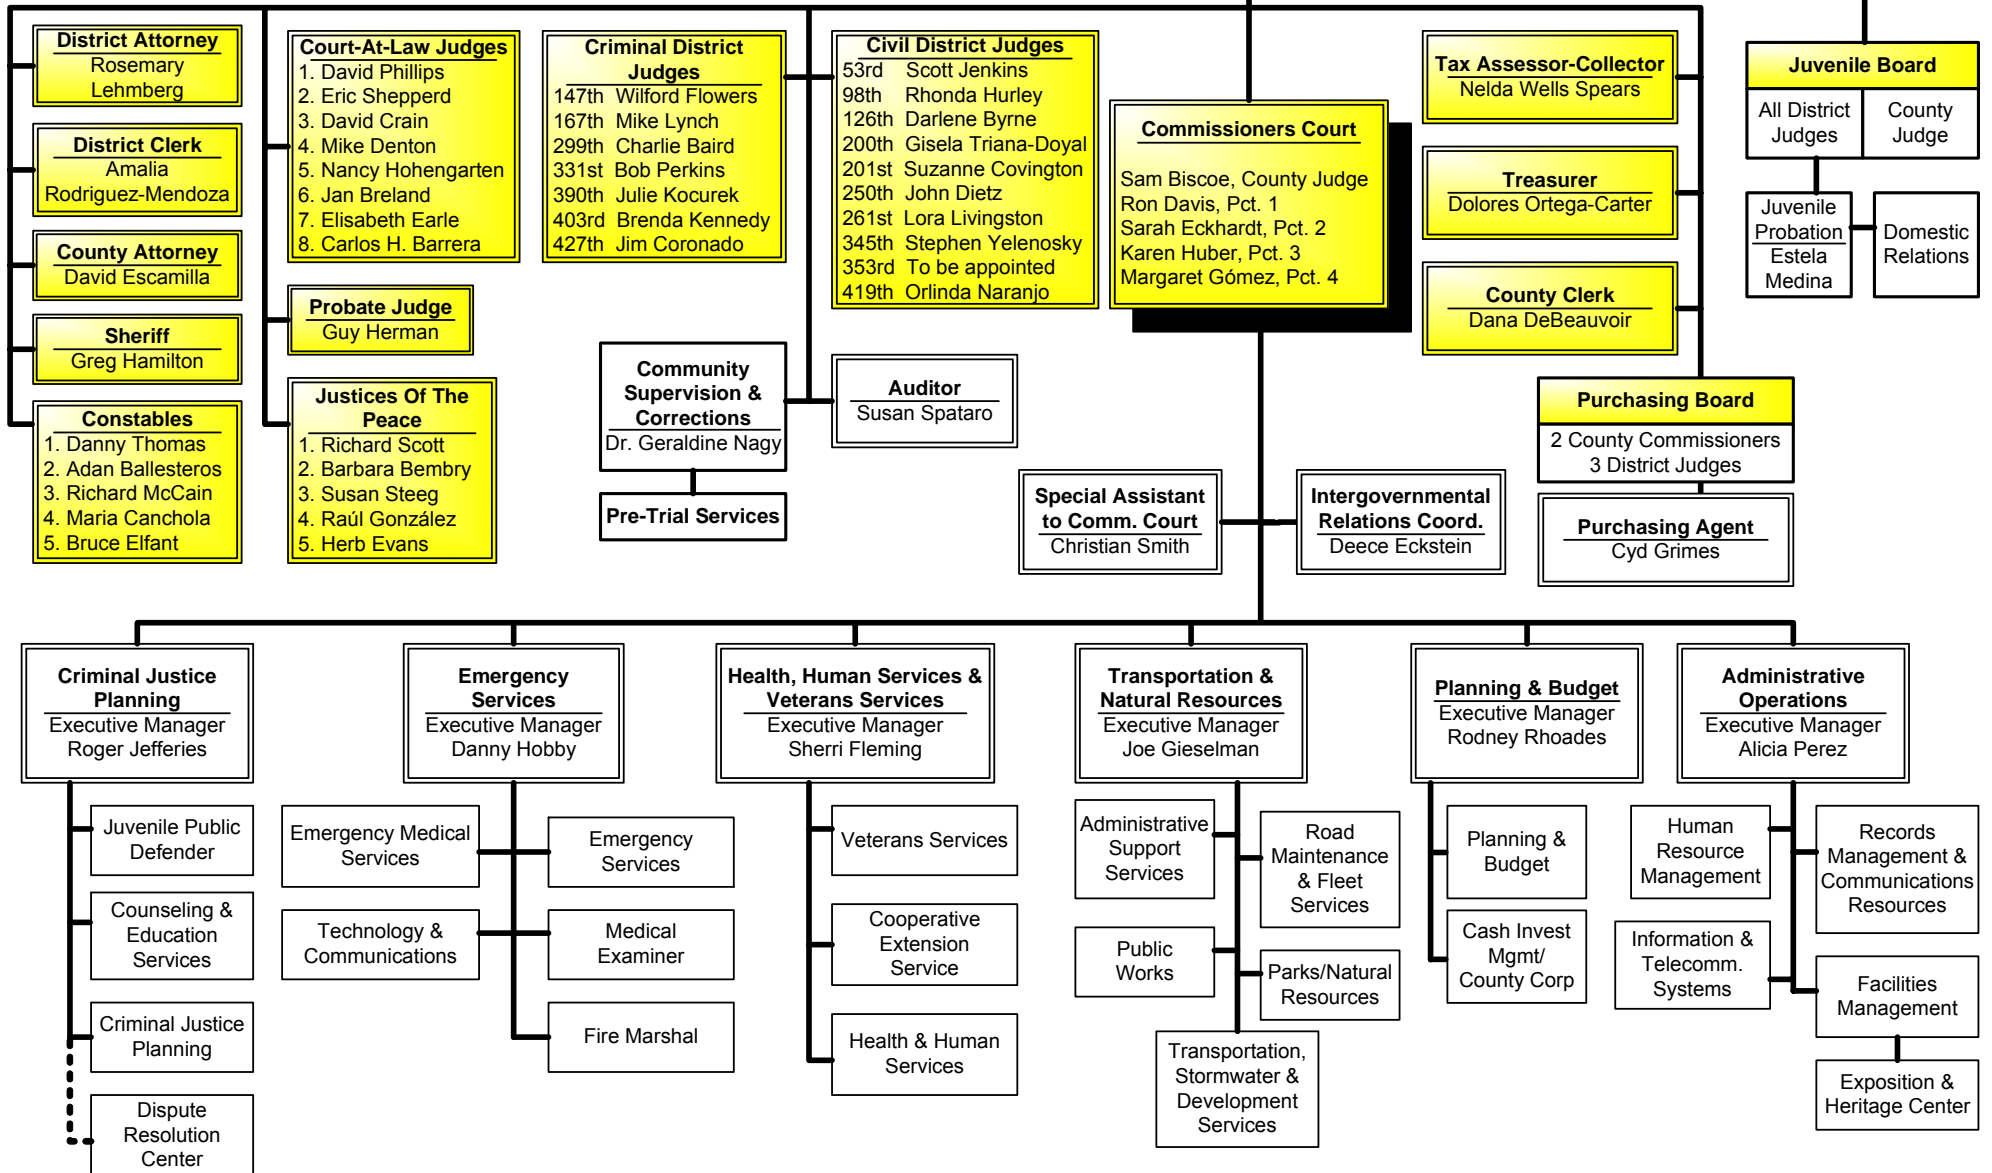 District Attorney
Rosemary
Lehmberg
District Clerk
Amalia
Rodriguez-Mendoza
County Attorney
David Escamilla
Sheriff
Greg Hamilton
Constables
1. Danny Thomas
2. Adan Ballesteros
3. Richard McCain
4. Maria Canchola
5. Bruce Elfant
Court-At-Law Judges
1. David Phillips
2. Eric Shepperd
3. David Crain
4. Mike Denton
5. Nancy Hohengarten
6. Jan Breland
7. Elisabeth Earle
8. Carlos H. Barrera
Probate Judge
Guy Herman
Justices Of The
Peace
1. Richard Scott
2. Barbara Bembry
3. Susan Steeg
4. Raúl González
5. Herb Evans
Criminal District
Judges
147th Wilford Flowers
167th Mike Lynch
299th Charlie Baird
331st Bob Perkins
390th Julie Kocurek
403rd Brenda Kennedy
427th Jim Coronado
Civil District Judges
53rd Scott Jenkins
98th Rhonda Hurley
126th Darlene Byrne
200th Gisela Triana-Doyal
201st Suzanne Covington
250th John Dietz
261st Lora Livingston
345th Stephen Yelenosky
353rd To be appointed
419th Orlinda Naranjo
Community
Supervision &
Corrections
Dr. Geraldine Nagy
Pre-Trial Services
Auditor
Susan Spataro
Commissioners Court
Sam Biscoe, County Judge
Ron Davis, Pct. 1
Sarah Eckhardt, Pct. 2
Karen Huber, Pct. 3
Margaret Gómez, Pct. 4
Special Assistant
to Comm. Court
Christian Smith
Intergovernmental
Relations Coord.
Deece Eckstein
Tax Assessor-Collector
Nelda Wells Spears
Treasurer
Dolores Ortega-Carter
County Clerk
Dana DeBeauvoir
Purchasing Board
2 County Commissioners
3 District Judges
Purchasing Agent
Cyd Grimes
Juvenile Board
All District
Judges
County
Judge
Juvenile
Probation
Estela
Medina
Domestic
Relations
Criminal Justice
Planning
Executive Manager
Roger Jefferies
Juvenile Public
Defender
Counseling &
Education
Services
Criminal Justice
Planning
Dispute
Resolution
Center
Emergency
Services
Executive Manager
Danny Hobby
Emergency Medical
Services
Emergency
Services
Technology &
Communications
Medical
Examiner
Fire Marshal
Health, Human Services &
Veterans Services
Executive Manager
Sherri Fleming
Veterans Services
Cooperative
Extension
Service
Health & Human
Services
Transportation &
Natural Resources
Executive Manager
Joe Gieselman
Administrative
Support
Services
Road
Maintenance
& Fleet
Services
Public
Works
Parks/Natural
Resources
Transportation,
Stormwater &
Development
Services
Planning & Budget
Executive Manager
Rodney Rhoades
Planning &
Budget
Cash Invest
Mgmt/
County Corp
Administrative
Operations
Executive Manager
Alicia Perez
Human
Resource
Management
Records
Management &
Communications
Resources
Information &
Telecomm.
Systems
Facilities
Management
Exposition &
Heritage Center